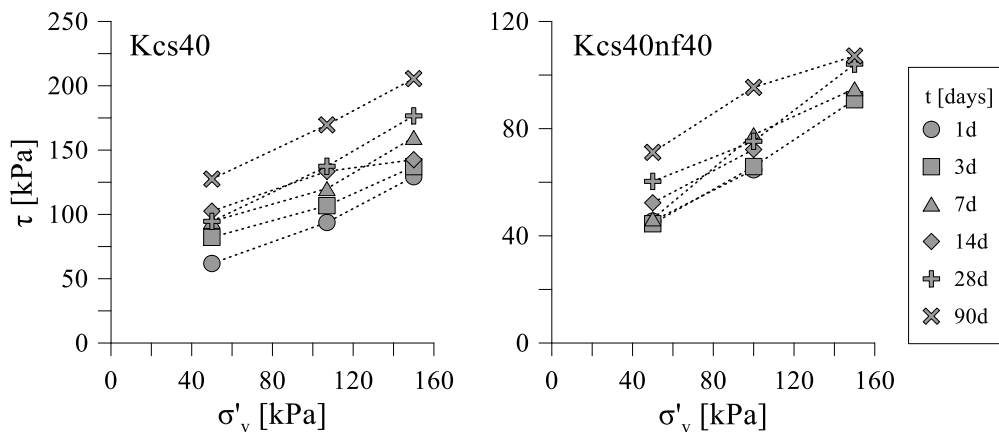 Kcs40
τ [kPa]
250
200
150
100
50
0
0 40 80 120 160
σ'v [kPa]
Kcs40nf40
τ [kPa]
120
80
40
0
0 40 80 120 160
σ'v [kPa]
t [days]
1d
3d
7d
14d
28d
90d